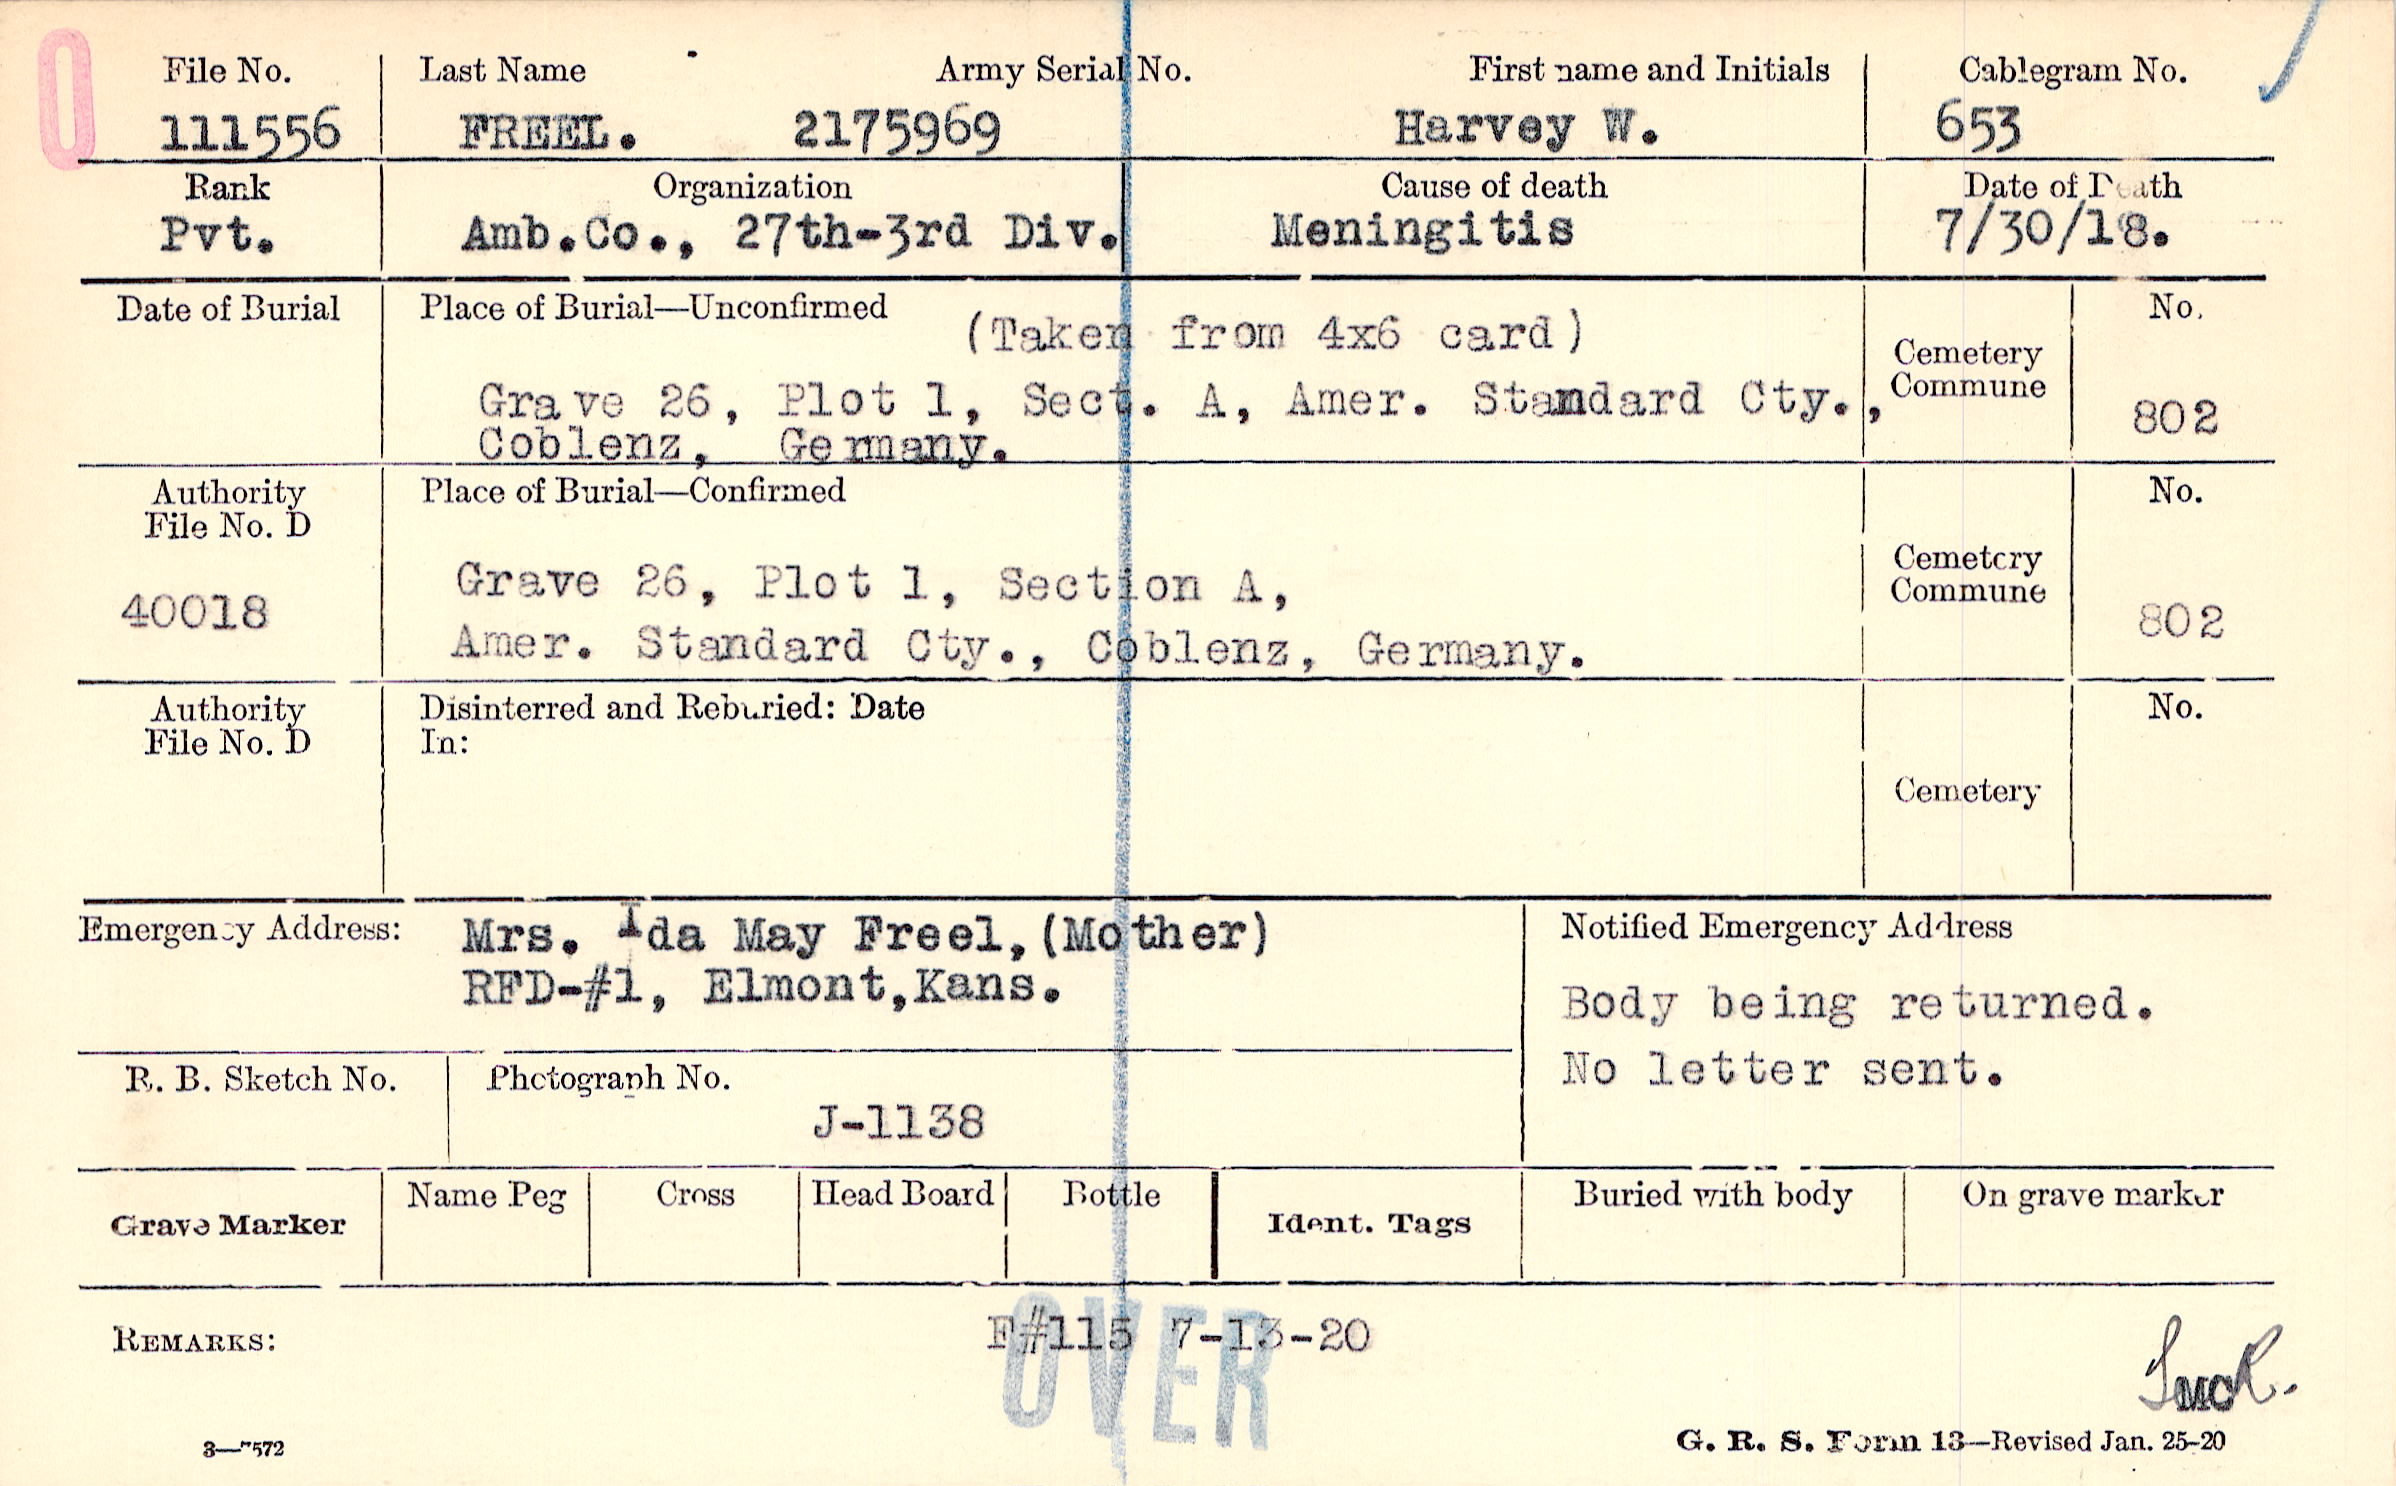 O
File No. Last Name Army Serial No. First name and Initials Cablegram No.
111556 FREEL. 2175969 Harvey W. 653
Rank Organization Cause of death Date of Death
Pvt. Amb.Co., 27th-3rd Div. Meningitis 7/30/18.
Date of Burial Place of Burial—Unconfirmed No.
(Taken from 4x6 card)
Cemetery
Commune
Grave 26, Plot 1, Sect. A, Amer. Standard Cty., 802
Coblenz, Germany.
Authority Place of Burial—Confirmed No.
File No. D
Cemetery
Commune
Grave 26, Plot 1, Section A,
40018 802
Amer. Standard Cty., Coblenz, Germany.
Authority Disinterred and Reburied: Date No.
File No. D In:
Cemetery
Emergency Address: Mrs. Ida May Freel,(Mother) Notified Emergency Address
RFD-#1, Elmont,Kans.
Body being returned.
No letter sent.
R. B. Sketch No. Photograph No.
J-1138
Grave Marker Name Peg Cross Head Board Bottle Ident. Tags Buried with body On grave marker
REMARKS: F#115 7-13-20
OVER
3—7572 G. R. S. Form 13—Revised Jan. 25-20